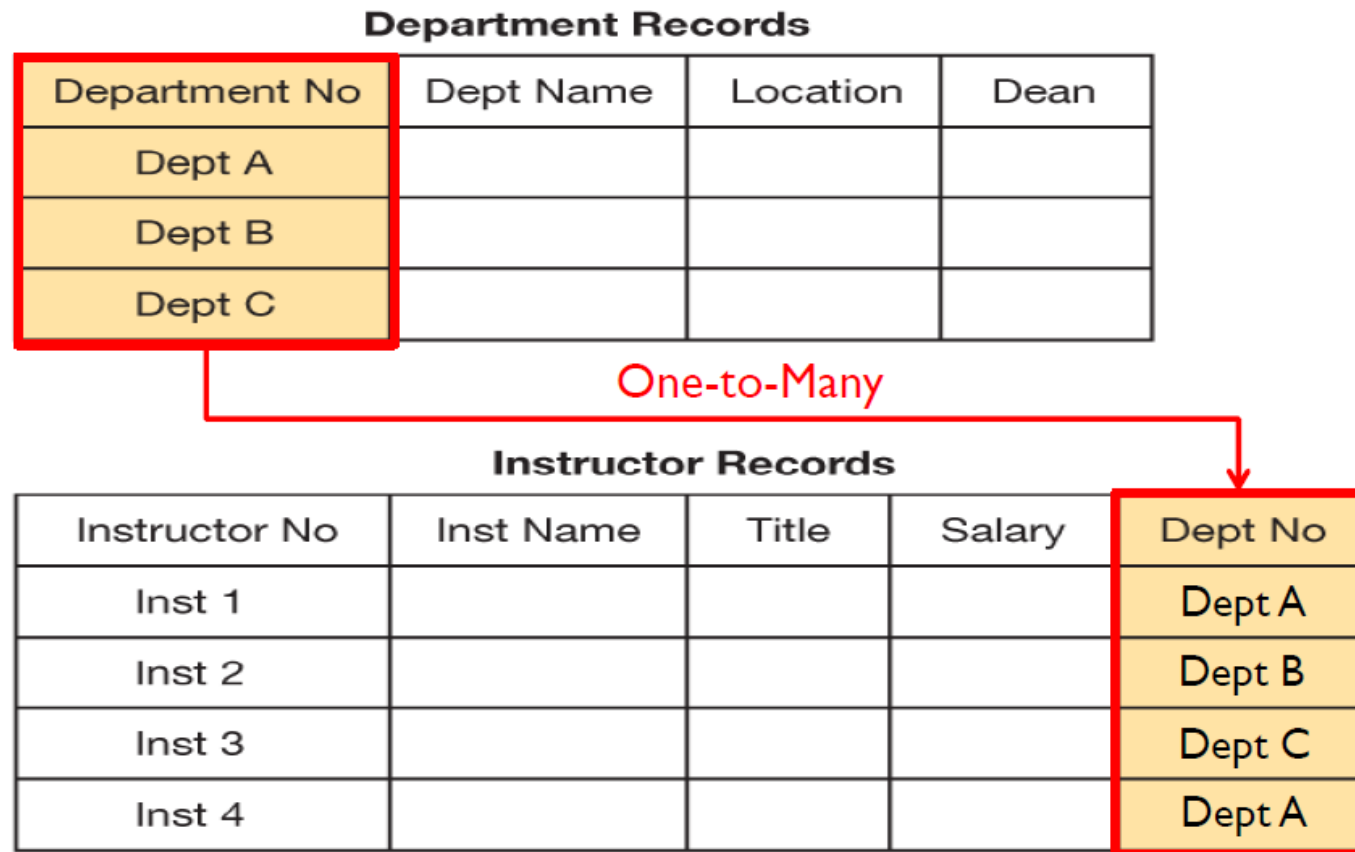 Department Records
Department No Dept Name Location Dean
Dept A
Dept B
Dept C
One-to-Many
Instructor Records
Instructor No Inst Name Title Salary Dept No
Inst 1 Dept A
Inst 2 Dept B
Inst 3 Dept C
Inst 4 Dept A